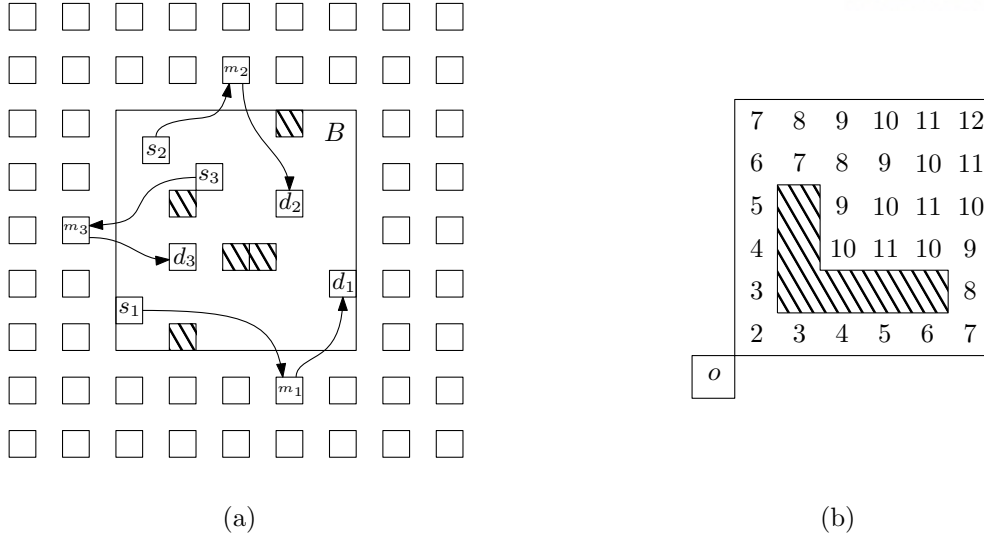 m₂
B
s₂
s₃
d₂
m₃
d₃
d₁
s₁
m₁
(a)
7 8 9 10 11 12
6 7 8 9 10 11
5 9 10 11 10
4 10 11 10 9
3 8
2 3 4 5 6 7
o
(b)